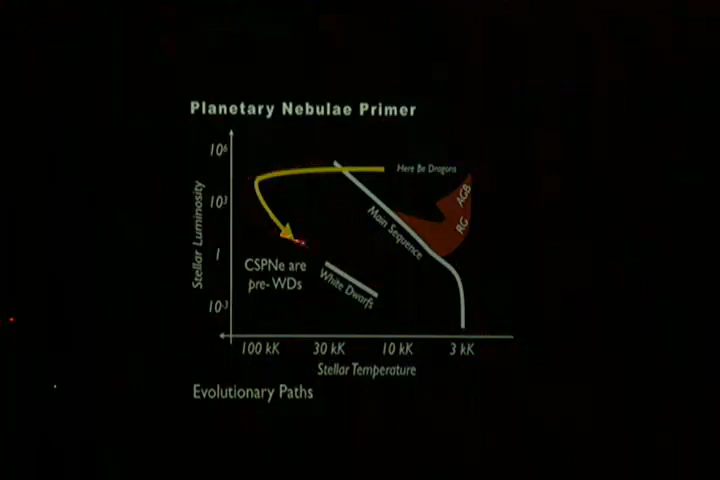 Planetary Nebulae Primer
10⁶
Here Be Dragons
AGB
10³
RG
Stellar Luminosity
Main Sequence
1
CSPNe are
pre-WDs
White Dwarfs
10⁻³
100 kK 30 kK 10 kK 3 kK
Stellar Temperature
Evolutionary Paths